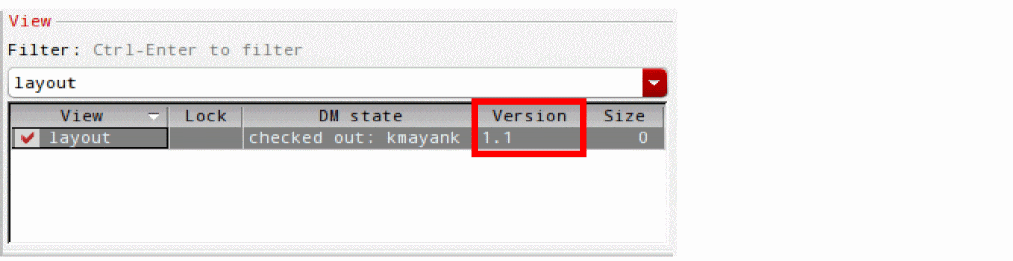 View
Filter: Ctrl-Enter to filter
layout
View Lock DM state Version Size
layout checked out: kmayank 1.1 0